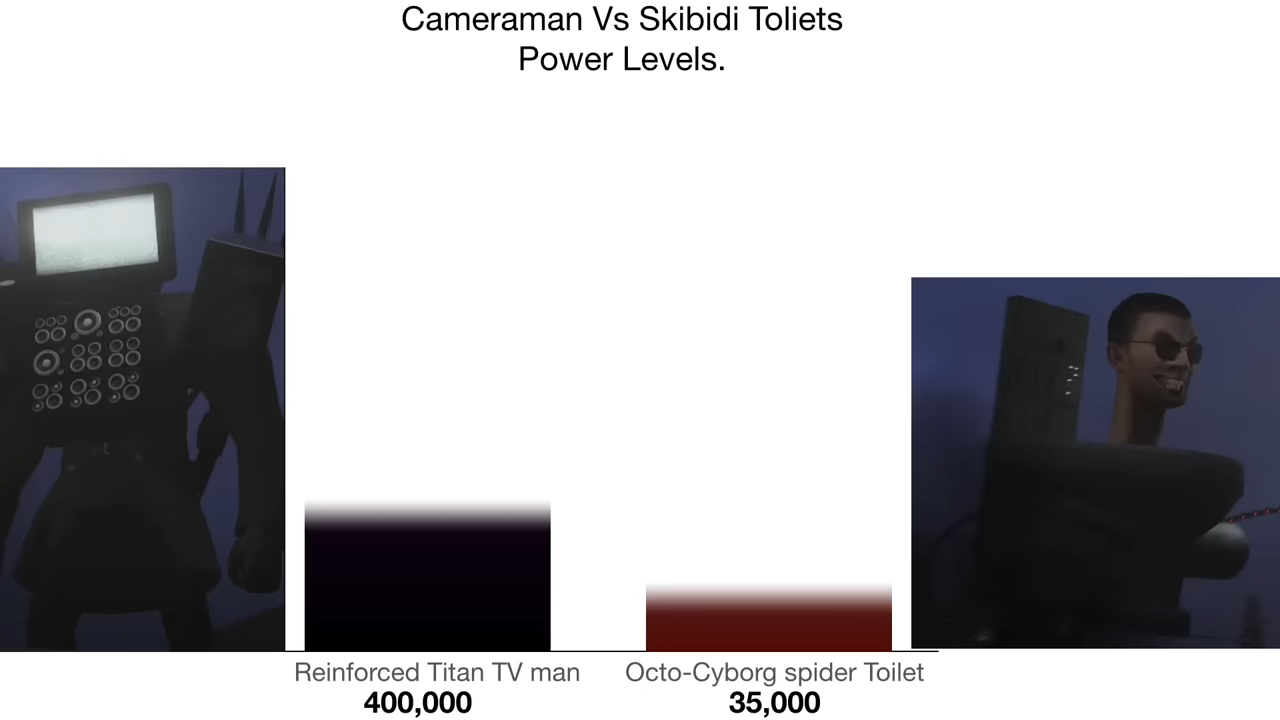 Cameraman Vs Skibidi Toliets
Power Levels.
Reinforced Titan TV man
400,000
Octo-Cyborg spider Toilet
35,000